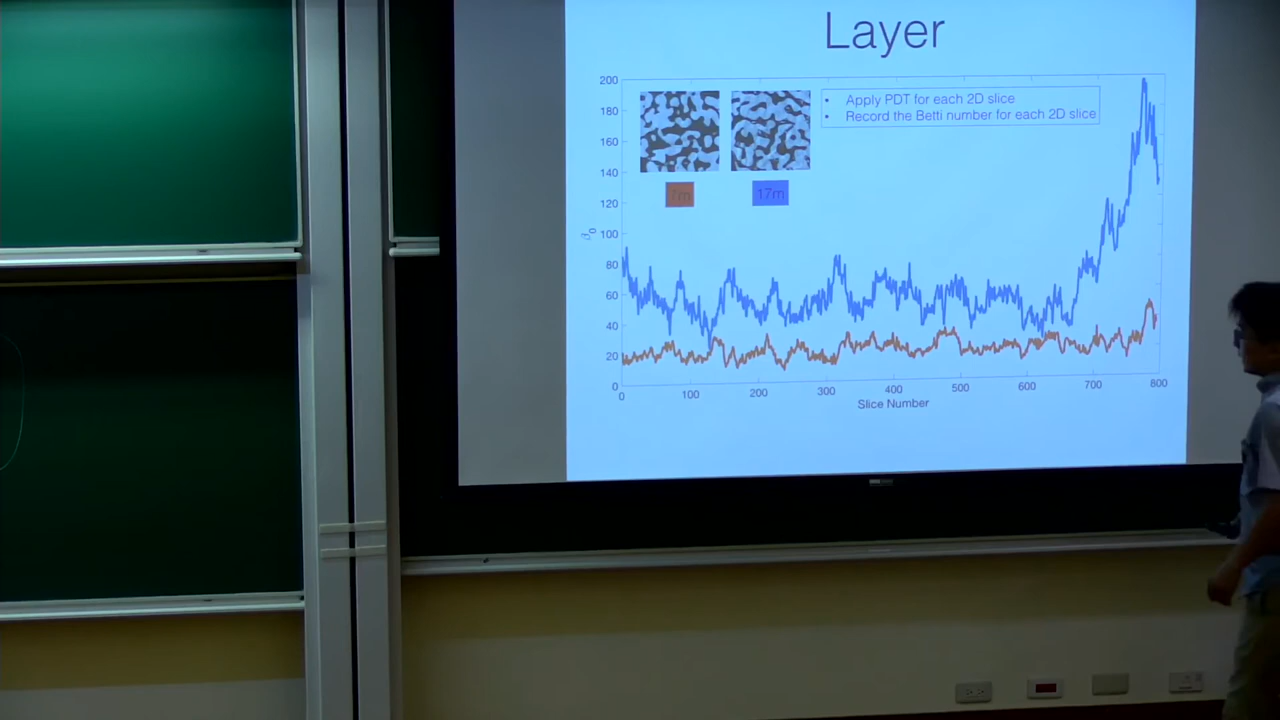 Layer
• Apply PDT for each 2D slice
• Record the Betti number for each 2D slice
7m 17m
β0
200
180
160
140
120
100
80
60
40
20
0
0 100 200 300 400 500 600 700 800
Slice Number